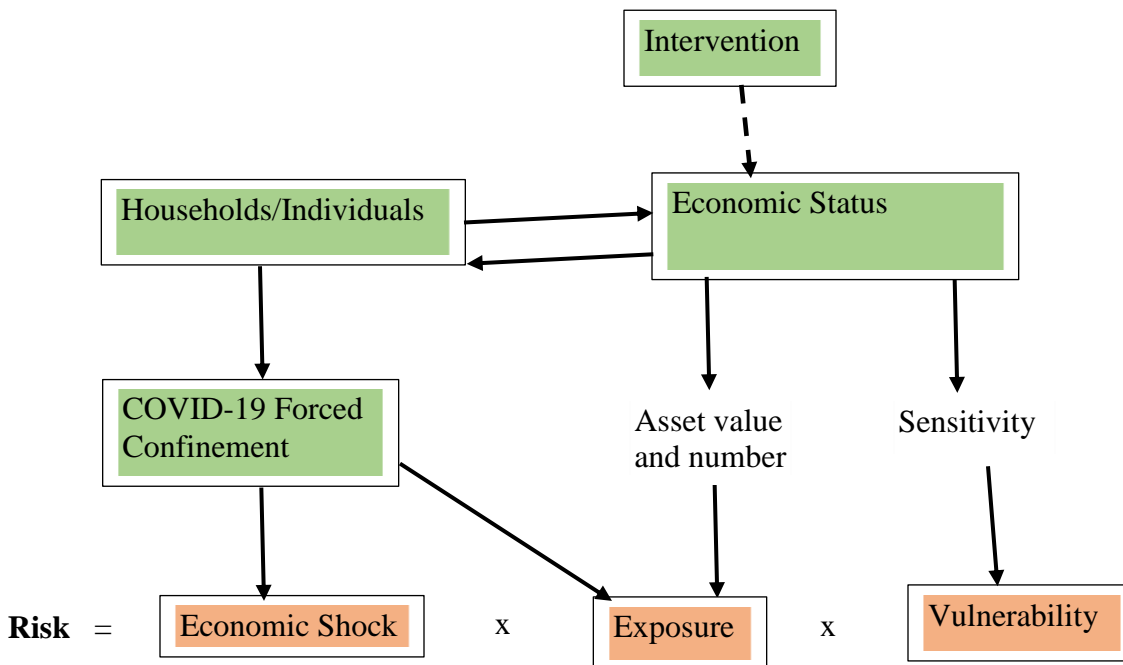 Intervention
Households/Individuals
Economic Status
COVID-19 Forced
Confinement
Asset value
and number
Sensitivity
Risk = Economic Shock x Exposure x Vulnerability